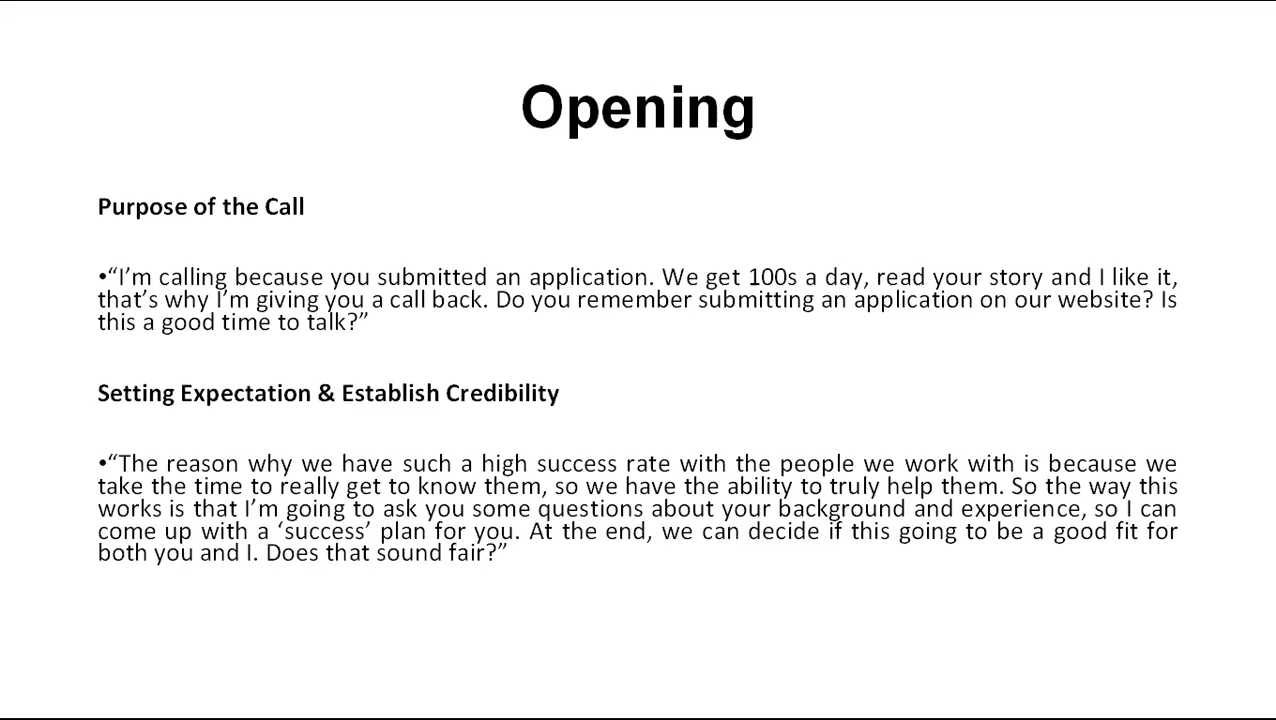 Opening
Purpose of the Call
•“I’m calling because you submitted an application. We get 100s a day, read your story and I like it,
that’s why I’m giving you a call back. Do you remember submitting an application on our website? Is
this a good time to talk?”
Setting Expectation & Establish Credibility
•“The reason why we have such a high success rate with the people we work with is because we
take the time to really get to know them, so we have the ability to truly help them. So the way this
works is that I’m going to ask you some questions about your background and experience, so I can
come up with a ‘success’ plan for you. At the end, we can decide if this going to be a good fit for
both you and I. Does that sound fair?”